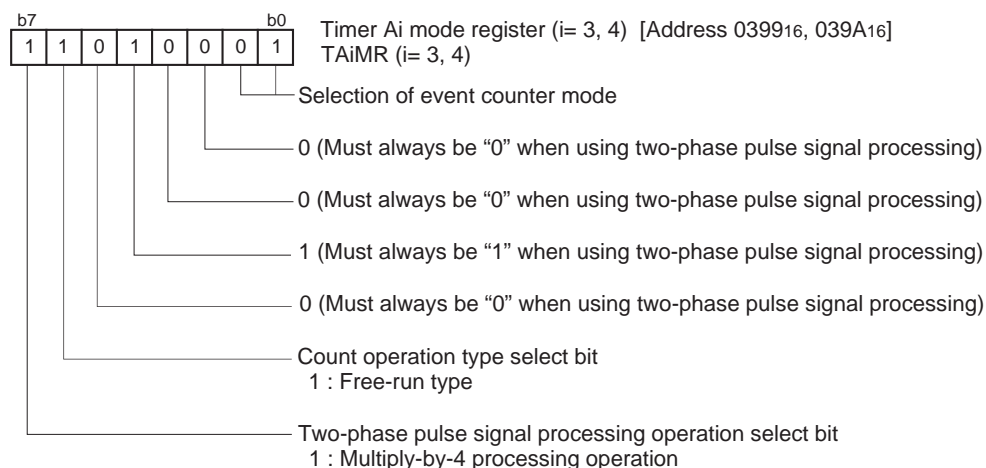 b7 b0
1 1 0 1 0 0 0 1
Timer Ai mode register (i= 3, 4) [Address 039916, 039A16]
TAiMR (i= 3, 4)
Selection of event counter mode
0 (Must always be “0” when using two-phase pulse signal processing)
0 (Must always be “0” when using two-phase pulse signal processing)
1 (Must always be “1” when using two-phase pulse signal processing)
0 (Must always be “0” when using two-phase pulse signal processing)
Count operation type select bit
1 : Free-run type
Two-phase pulse signal processing operation select bit
1 : Multiply-by-4 processing operation